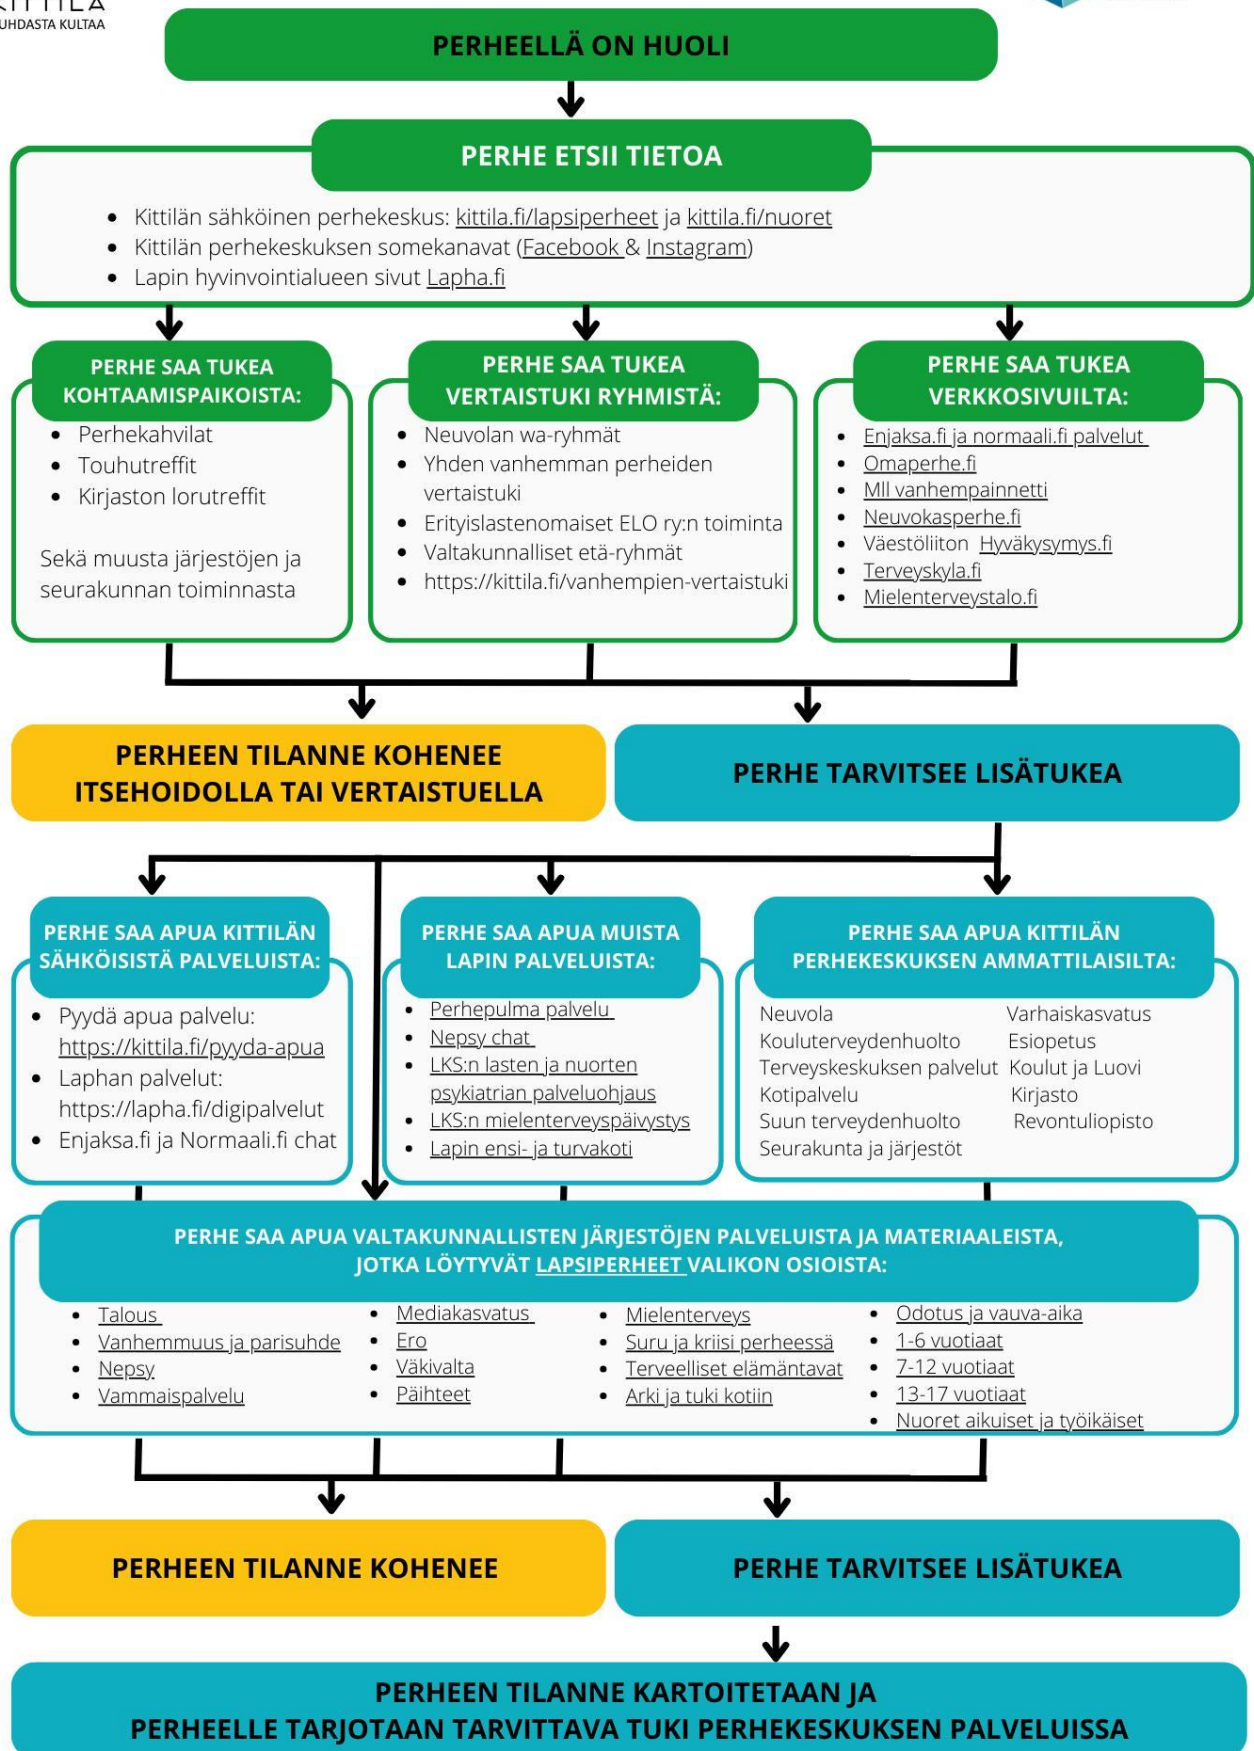 KITTILÄ
UHDASTA KULTAA
PERHEELLÄ ON HUOLI
PERHE ETSII TIETOA
• Kittilän sähköinen perhekeskus: kittila.fi/lapsiperheet ja kittila.fi/nuoret
• Kittilän perhekeskuksen somekanavat (Facebook & Instagram)
• Lapin hyvinvointialueen sivut Lapha.fi
PERHE SAA TUKEA
KOHTAAMISPAIKOISTA:
• Perhekahvilat
• Touhutreffit
• Kirjaston lorutreffit
Sekä muusta järjestöjen ja
seurakunnan toiminnasta
PERHE SAA TUKEA
VERTAISTUKI RYHMISTÄ:
• Neuvolan wa-ryhmät
• Yhden vanhemman perheiden
vertaistuki
• Erityislastenomaiset ELO ry:n toiminta
• Valtakunnalliset etä-ryhmät
• https://kittila.fi/vanhempien-vertaistuki
PERHE SAA TUKEA
VERKKOSIVUILTA:
• Enjaksa.fi ja normaali.fi palvelut
• Omaperhe.fi
• Mll vanhempainnetti
• Neuvokasperhe.fi
• Väestöliiton Hyväkysymys.fi
• Terveyskyla.fi
• Mielenterveystalo.fi
PERHEEN TILANNE KOHENEE
ITSEHOIDOLLA TAI VERTAISTUELLA
PERHE TARVITSEE LISÄTUKEA
PERHE SAA APUA KITTILÄN
SÄHKÖISISTÄ PALVELUISTA:
• Pyydä apua palvelu:
https://kittila.fi/pyyda-apua
• Laphan palvelut:
https://lapha.fi/digipalvelut
• Enjaksa.fi ja Normaali.fi chat
PERHE SAA APUA MUISTA
LAPIN PALVELUISTA:
• Perhepulma palvelu
• Nepsy chat
• LKS:n lasten ja nuorten
psykiatrian palveluohjaus
• LKS:n mielenterveyspäivystys
• Lapin ensi- ja turvakoti
PERHE SAA APUA KITTILÄN
PERHEKESKUKSEN AMMATTILAISILTA:
Neuvola
Kouluterveydenhuolto
Terveyskeskuksen palvelut
Kotipalvelu
Suun terveydenhuolto
Seurakunta ja järjestöt
Varhaiskasvatus
Esiopetus
Koulut ja Luovi
Kirjasto
Revontuliopisto
PERHE SAA APUA VALTAKUNNALLISTEN JÄRJESTÖJEN PALVELUISTA JA MATERIAALEISTA,
JOTKA LÖYTYVÄT LAPSIPERHEET VALIKON OSIOISTA:
• Talous
• Vanhemmuus ja parisuhde
• Nepsy
• Vammaispalvelu
• Mediakasvatus
• Ero
• Väkivalta
• Päihteet
• Mielenterveys
• Suru ja kriisi perheessä
• Terveelliset elämäntavat
• Arki ja tuki kotiin
• Odotus ja vauva-aika
• 1-6 vuotiaat
• 7-12 vuotiaat
• 13-17 vuotiaat
• Nuoret aikuiset ja työikäiset
PERHEEN TILANNE KOHENEE
PERHE TARVITSEE LISÄTUKEA
PERHEEN TILANNE KARTOITETAAN JA
PERHEELLE TARJOTAAN TARVITTAVA TUKI PERHEKESKUKSEN PALVELUISSA